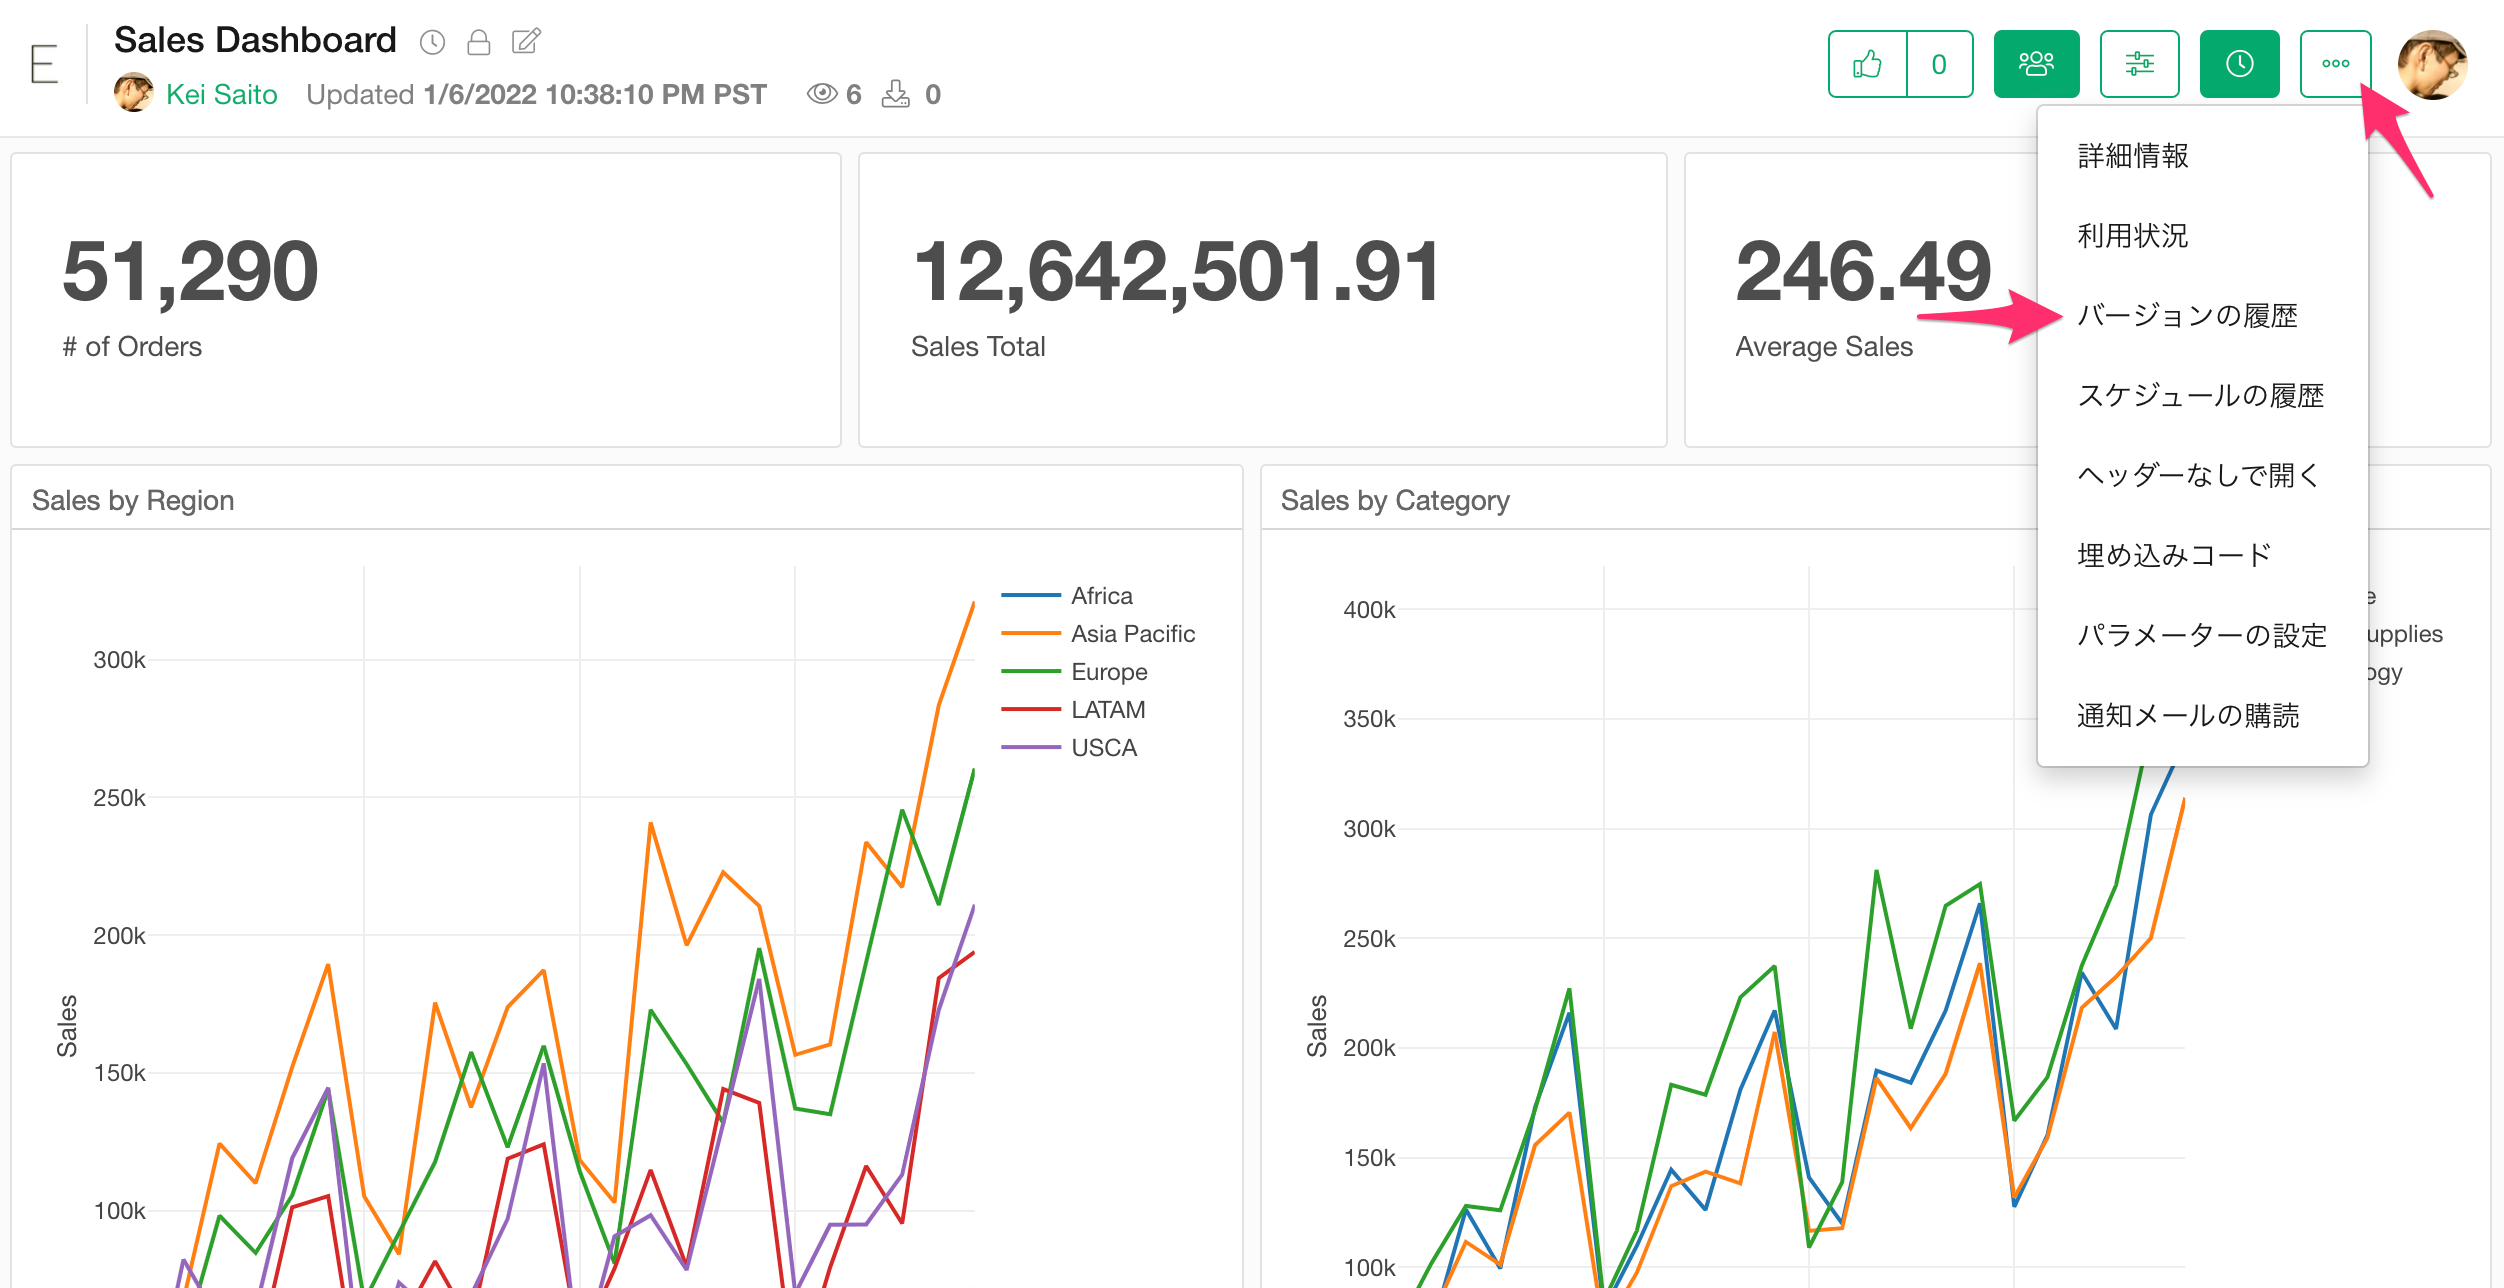 E
Sales Dashboard
Kei Saito Updated 1/6/2022 10:38:10 PM PST 6 0
0
詳細情報
利用状況
バージョンの履歴
スケジュールの履歴
ヘッダーなしで開く
埋め込みコード
パラメーターの設定
通知メールの購読
51,290
# of Orders
12,642,501.91
Sales Total
246.49
Average Sales
Sales by Region
Sales
300k
250k
200k
150k
100k
Africa
Asia Pacific
Europe
LATAM
USCA
Sales by Category
Sales
400k
350k
300k
250k
200k
150k
100k
e
upplies
ogy